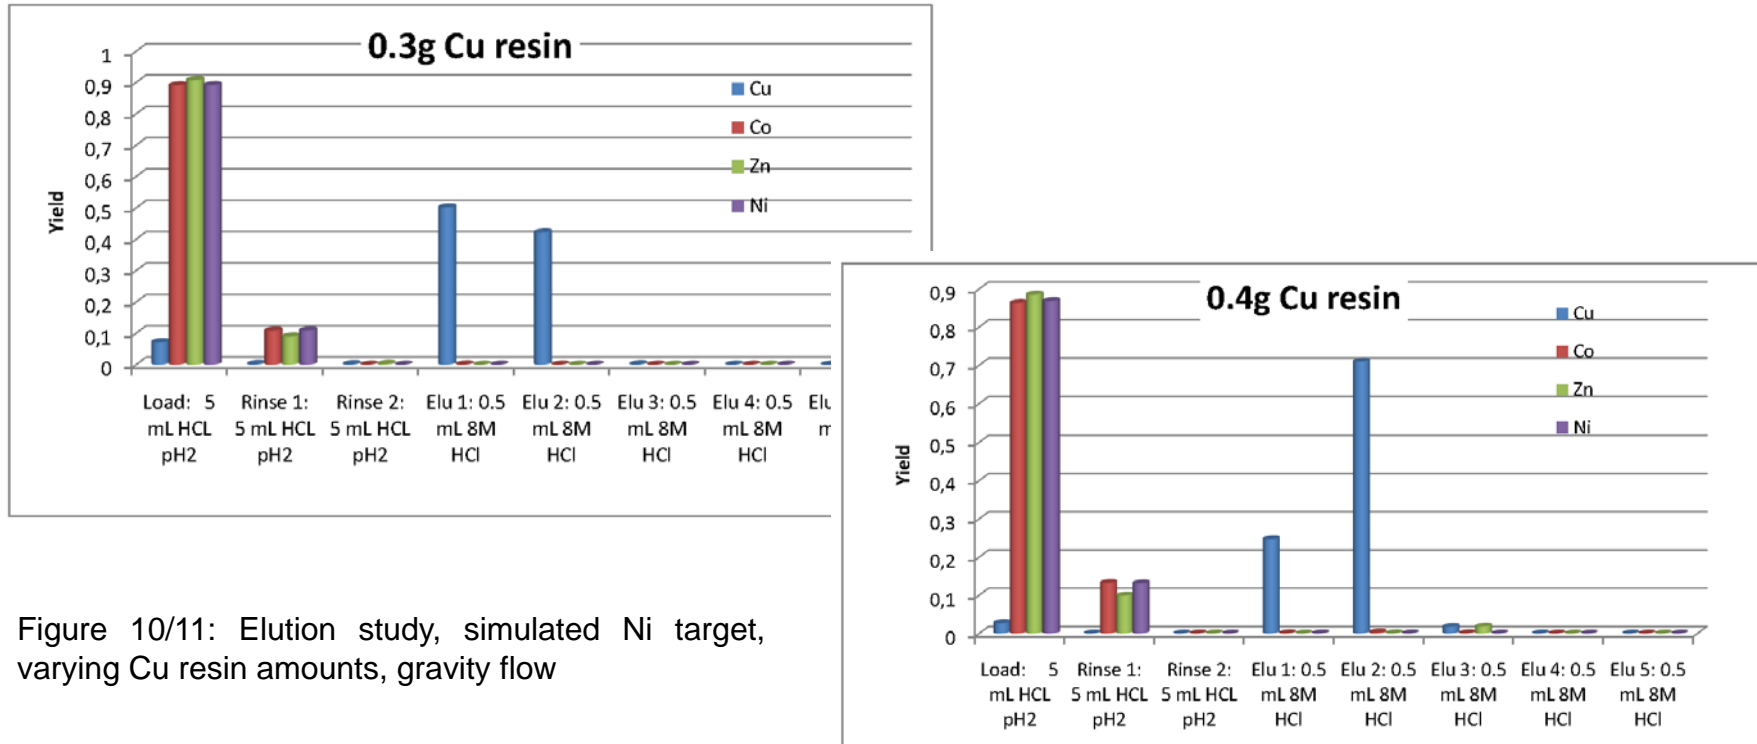 0.3g Cu resin
1
0,9
0,8
0,7
0,6
0,5
0,4
0,3
0,2
0,1
0
Yield
Cu
Co
Zn
Ni
Load: 5
mL HCL
pH2
Rinse 1:
5 mL HCL
pH2
Rinse 2:
5 mL HCL
pH2
Elu 1: 0.5
mL 8M
HCl
Elu 2: 0.5
mL 8M
HCl
Elu 3: 0.5
mL 8M
HCl
Elu 4: 0.5
mL 8M
HCl
Elu
0.4g Cu resin
0,9
0,8
0,7
0,6
0,5
0,4
0,3
0,2
0,1
0
Yield
Cu
Co
Zn
Ni
Load: 5
mL HCL
pH2
Rinse 1:
5 mL HCL
pH2
Rinse 2:
5 mL HCL
pH2
Elu 1: 0.5
mL 8M
HCl
Elu 2: 0.5
mL 8M
HCl
Elu 3: 0.5
mL 8M
HCl
Elu 4: 0.5
mL 8M
HCl
Elu 5: 0.5
mL 8M
HCl
Figure 10/11: Elution study, simulated Ni target,
varying Cu resin amounts, gravity flow